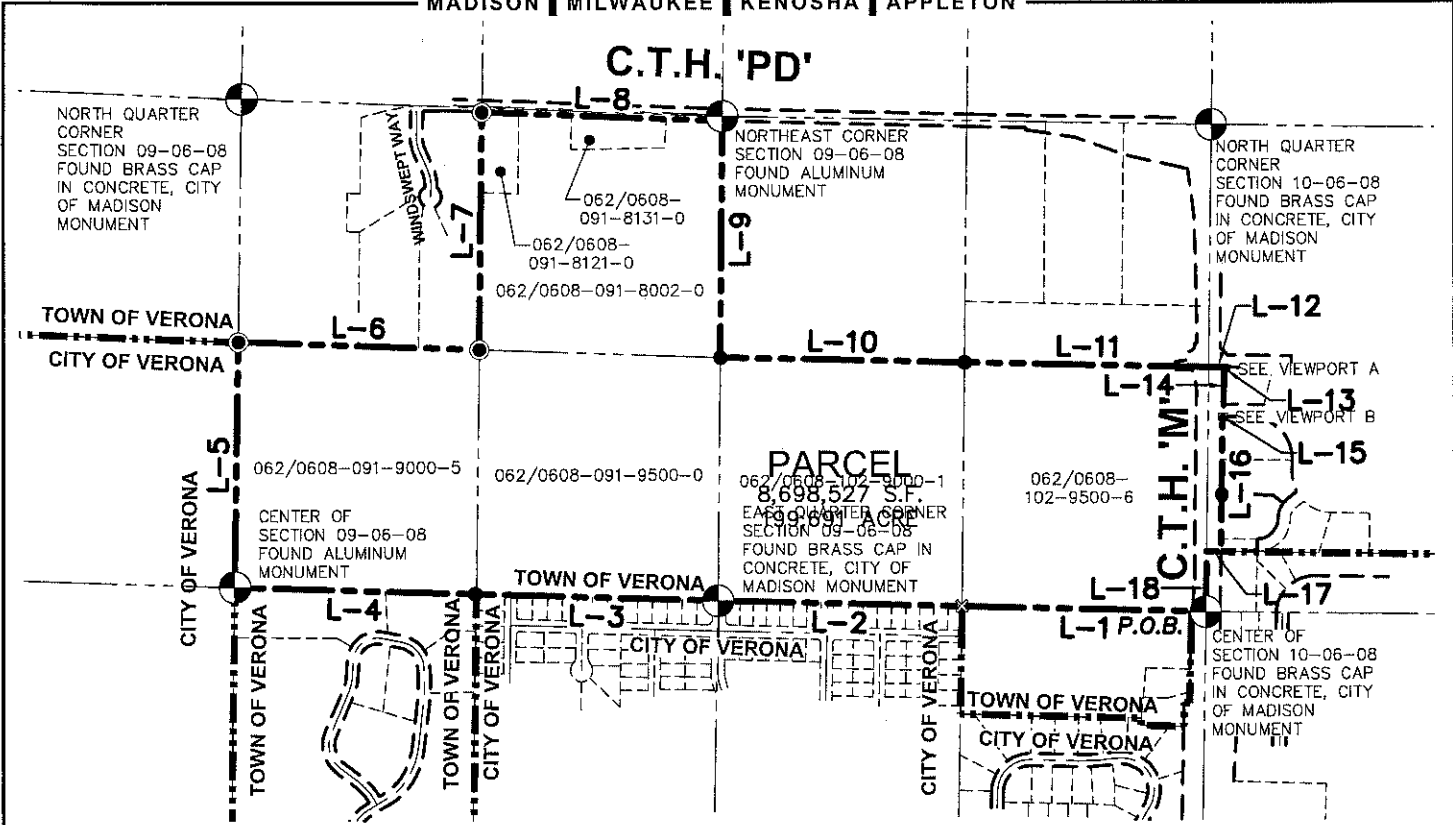 MADISON | MILWAUKEE | KENOSHA | APPLETON
C.T.H. 'PD'
L-8
NORTH QUARTER
CORNER
SECTION 09-06-08
FOUND BRASS CAP
IN CONCRETE, CITY
OF MADISON
MONUMENT
WINDSWEPT WAY
L-7
062/0608-
091-8131-0
062/0608-
091-8121-0
062/0608-091-8002-0
NORTHEAST CORNER
SECTION 09-06-08
FOUND ALUMINUM
MONUMENT
L-9
NORTH QUARTER
CORNER
SECTION 10-06-08
FOUND BRASS CAP
IN CONCRETE, CITY
OF MADISON
MONUMENT
TOWN OF VERONA
CITY OF VERONA
L-6
L-10
L-11
L-12
SEE VIEWPORT A
L-14
L-13
SEE VIEWPORT B
L-15
L-16
C.T.H. 'M'
L-5
CITY OF VERONA
062/0608-091-9000-5
062/0608-091-9500-0
PARCEL
062/0608-102-9000-1
8,698,527 S.F.
199.691 ACRE
EAST QUARTER CORNER
SECTION 09-06-08
FOUND BRASS CAP IN
CONCRETE, CITY OF
MADISON MONUMENT
062/0608-
102-9500-6
CENTER OF
SECTION 09-06-08
FOUND ALUMINUM
MONUMENT
TOWN OF VERONA
L-4
L-3
L-2
L-1 P.O.B.
L-18
L-17
CITY OF VERONA
TOWN OF VERONA
TOWN OF VERONA
CITY OF VERONA
CITY OF VERONA
TOWN OF VERONA
CITY OF VERONA
CENTER OF
SECTION 10-06-08
FOUND BRASS CAP
IN CONCRETE, CITY
OF MADISON
MONUMENT